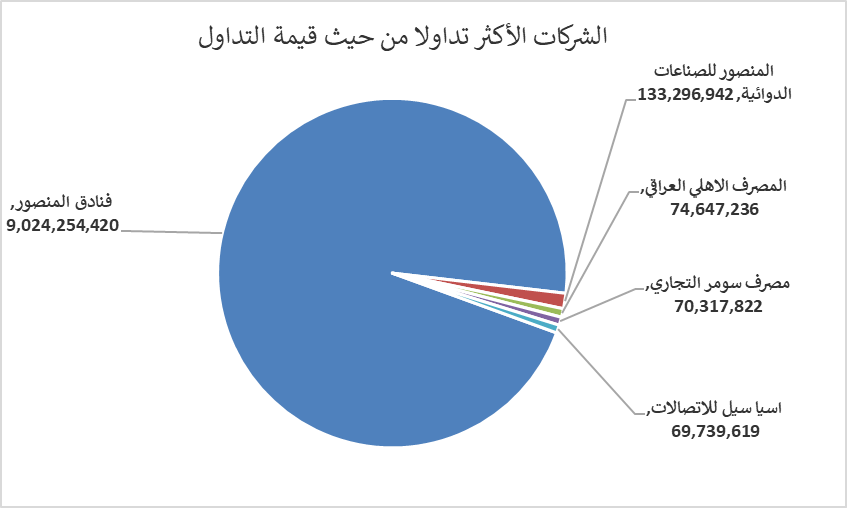 الشركات الأكثر تداولا من حيث قيمة التداول
المنصور للصناعات
الدوائية, 133,296,942
المصرف الاهلي العراقي,
74,647,236
مصرف سومر التجاري,
70,317,822
اسيا سيل للاتصالات,
69,739,619
فنادق المنصور,
9,024,254,420